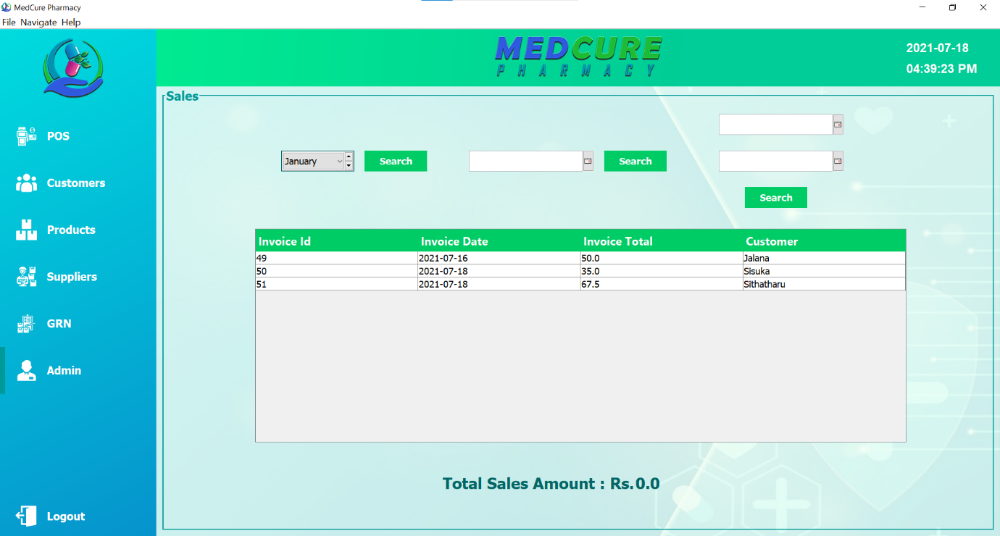 MedCure Pharmacy
File Navigate Help
MEDCURE
PHARMACY
2021-07-18
04:39:23 PM
POS
Customers
Products
Suppliers
GRN
Admin
Logout
Sales
January Search Search
Search
Invoice Id Invoice Date Invoice Total Customer
49 2021-07-16 50.0 Jalana
50 2021-07-18 35.0 Sisuka
51 2021-07-18 67.5 Sithatharu
Total Sales Amount : Rs.0.0